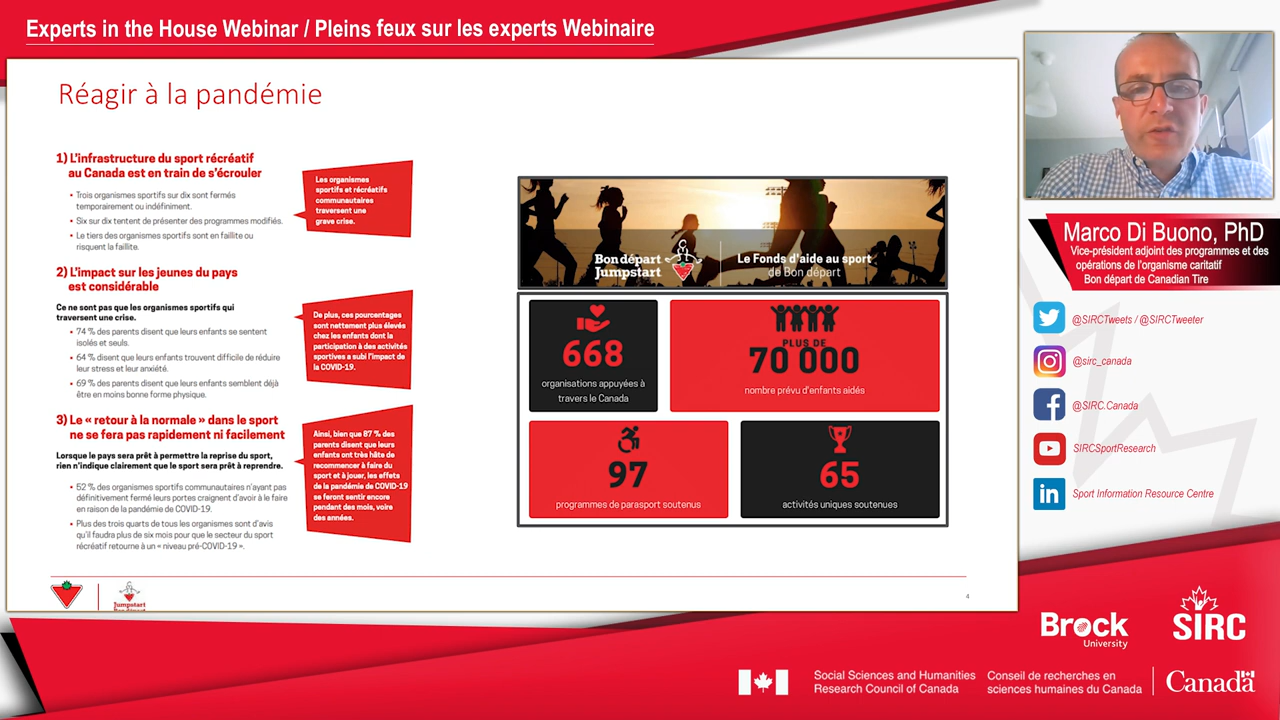 Experts in the House Webinar / Pleins feux sur les experts Webinaire
Réagir à la pandémie
1) L'infrastructure du sport récréatif
au Canada est en train de s'écrouler
▪ Trois organismes sportifs sur dix sont fermés
temporairement ou indéfiniment.
▪ Six sur dix tentent de présenter des programmes modifiés.
▪ Le tiers des organismes sportifs sont en faillite ou
risquent la faillite.
Les organismes
sportifs et récréatifs
communautaires
traversent une
grave crise.
2) L'impact sur les jeunes du pays
est considérable
Ce ne sont pas que les organismes sportifs qui
traversent une crise.
▪ 74 % des parents disent que leurs enfants se sentent
isolés et seuls.
▪ 64 % disent que leurs enfants trouvent difficile de réduire
leur stress et leur anxiété.
▪ 69 % des parents disent que leurs enfants semblent déjà
être en moins bonne forme physique.
De plus, ces pourcentages
sont nettement plus élevés
chez les enfants dont la
participation à des activités
sportives a subi l'impact de
la COVID-19.
3) Le « retour à la normale » dans le sport
ne se fera pas rapidement ni facilement
Lorsque le pays sera prêt à permettre la reprise du sport,
rien n'indique clairement que le sport sera prêt à reprendre.
▪ 52 % des organismes sportifs communautaires n'ayant pas
définitivement fermé leurs portes craignent d'avoir à le faire
en raison de la pandémie de COVID-19.
▪ Plus des trois quarts de tous les organismes sont d'avis
qu'il faudra plus de six mois pour que le secteur du sport
récréatif retourne à un « niveau pré-COVID-19 ».
Ainsi, bien que 87 % des
parents disent que leurs
enfants ont très hâte de
recommencer à faire du
sport et à jouer, les effets
de la pandémie de COVID-19
se feront sentir encore
pendant des mois, voire
des années.
Bon départ
Jumpstart
Le Fonds d'aide au sport
de Bon départ
668
organisations appuyées à
travers le Canada
PLUS DE
70 000
nombre prévu d'enfants aidés
97
programmes de parasport soutenus
65
activités uniques soutenues
Jumpstart
Bon départ
4
Marco Di Buono, PhD
Vice-président adjoint des programmes et des
opérations de l'organisme caritatif
Bon départ de Canadian Tire
@SIRCTweets / @SIRCTweeter
@sirc_canada
@SIRC.Canada
SIRCSportResearch
Sport Information Resource Centre
Brock
University
SIRC
Social Sciences and Humanities
Research Council of Canada
Conseil de recherches en
sciences humaines du Canada
Canada